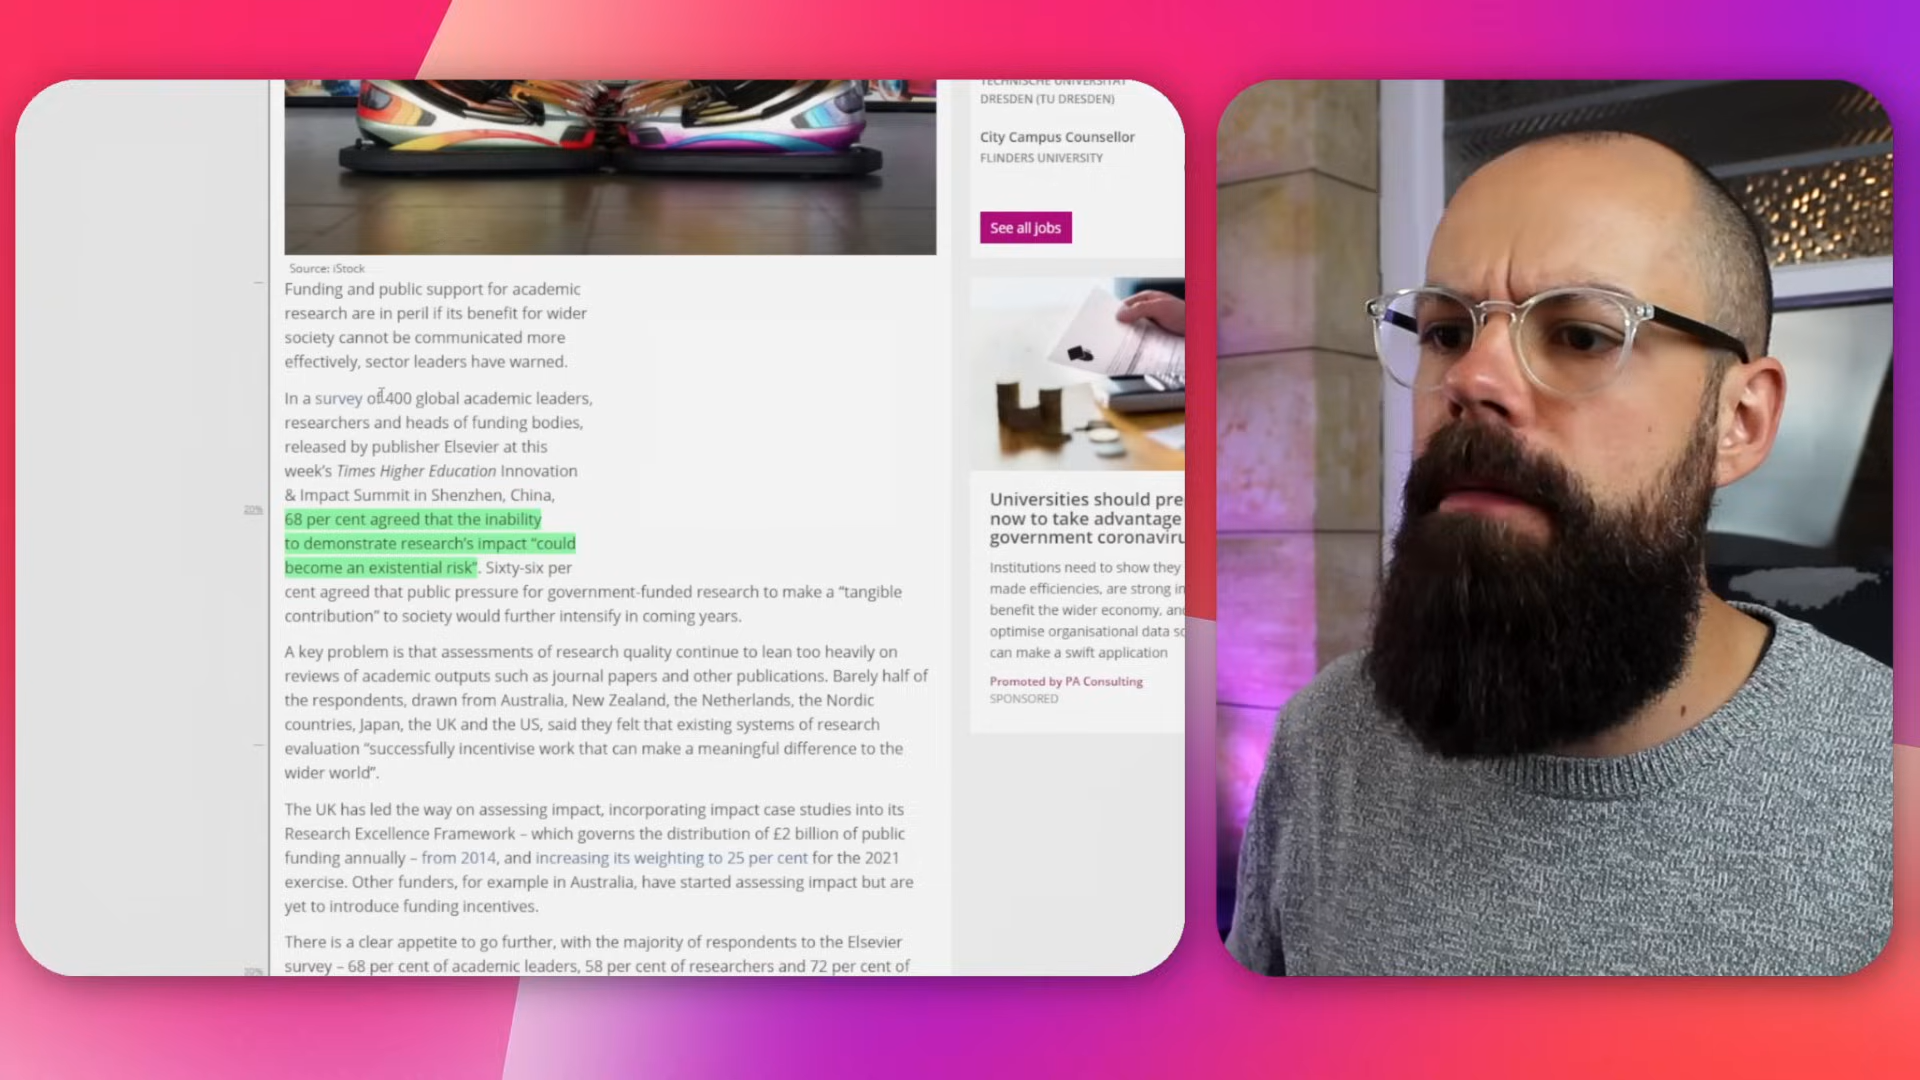 Source: iStock
Funding and public support for academic
research are in peril if its benefit for wider
society cannot be communicated more
effectively, sector leaders have warned.
In a survey of 400 global academic leaders,
researchers and heads of funding bodies,
released by publisher Elsevier at this
week's Times Higher Education Innovation
& Impact Summit in Shenzhen, China,
68 per cent agreed that the inability
to demonstrate research's impact “could
become an existential risk”. Sixty-six per
cent agreed that public pressure for government-funded research to make a “tangible
contribution” to society would further intensify in coming years.
A key problem is that assessments of research quality continue to lean too heavily on
reviews of academic outputs such as journal papers and other publications. Barely half of
the respondents, drawn from Australia, New Zealand, the Netherlands, the Nordic
countries, Japan, the UK and the US, said they felt that existing systems of research
evaluation “successfully incentivise work that can make a meaningful difference to the
wider world”.
The UK has led the way on assessing impact, incorporating impact case studies into its
Research Excellence Framework – which governs the distribution of £2 billion of public
funding annually – from 2014, and increasing its weighting to 25 per cent for the 2021
exercise. Other funders, for example in Australia, have started assessing impact but are
yet to introduce funding incentives.
There is a clear appetite to go further, with the majority of respondents to the Elsevier
survey – 68 per cent of academic leaders, 58 per cent of researchers and 72 per cent of
20%
TECHNISCHE UNIVERSITÄT
DRESDEN (TU DRESDEN)
City Campus Counsellor
FLINDERS UNIVERSITY
See all jobs
Universities should pre
now to take advantage
government coronaviru
Institutions need to show they
made efficiencies, are strong in
benefit the wider economy, and
optimise organisational data so
can make a swift application
Promoted by PA Consulting
SPONSORED